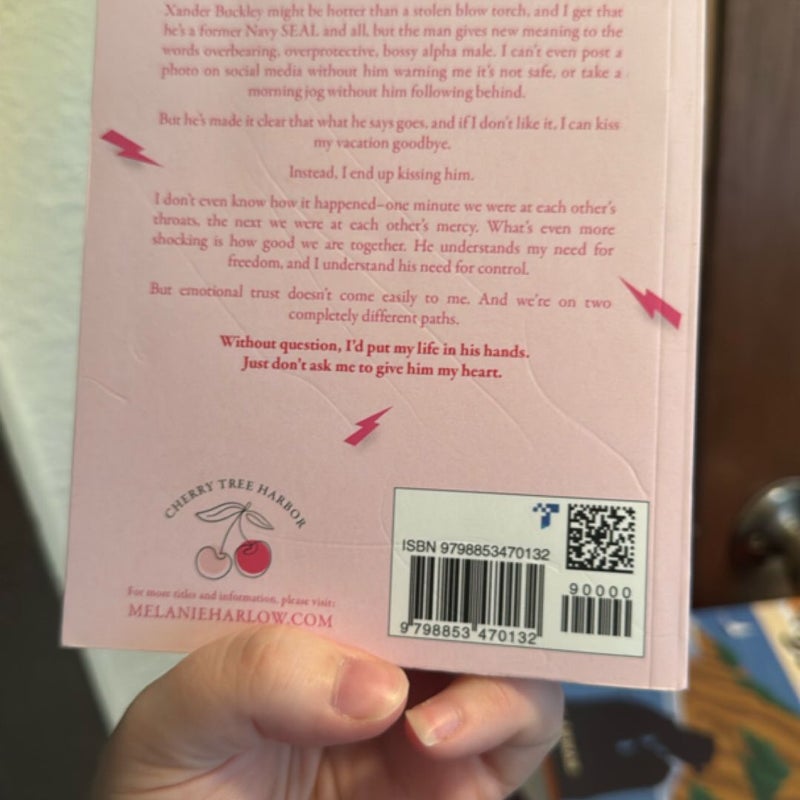 Xander Buckley might be hotter than a stolen blow torch, and I get that
he's a former Navy SEAL and all, but the man gives new meaning to the
words overbearing, overprotective, bossy alpha male. I can't even post a
photo on social media without him warning me it's not safe, or take a
morning jog without him following behind.
But he's made it clear that what he says goes, and if I don't like it, I can kiss
my vacation goodbye.
Instead, I end up kissing him.
I don't even know how it happened–one minute we were at each other's
throats, the next we were at each other's mercy. What's even more
shocking is how good we are together. He understands my need for
freedom, and I understand his need for control.
But emotional trust doesn't come easily to me. And we're on two
completely different paths.
Without question, I'd put my life in his hands.
Just don't ask me to give him my heart.
CHERRY TREE HARBOR
For more titles and information, please visit:
MELANIEHARLOW.COM
ISBN 9798853470132
90000
9 798853 470132